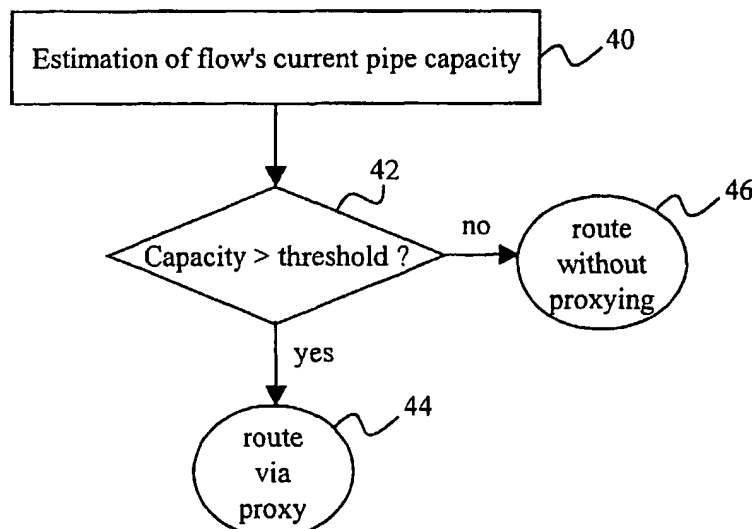 Estimation of flow's current pipe capacity
40
42
Capacity > threshold ?
no
46
route
without
proxying
yes
44
route
via
proxy